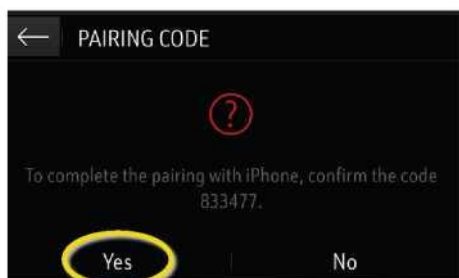 PAIRING CODE
?
To complete the pairing with iPhone, confirm the code
833477.
Yes No